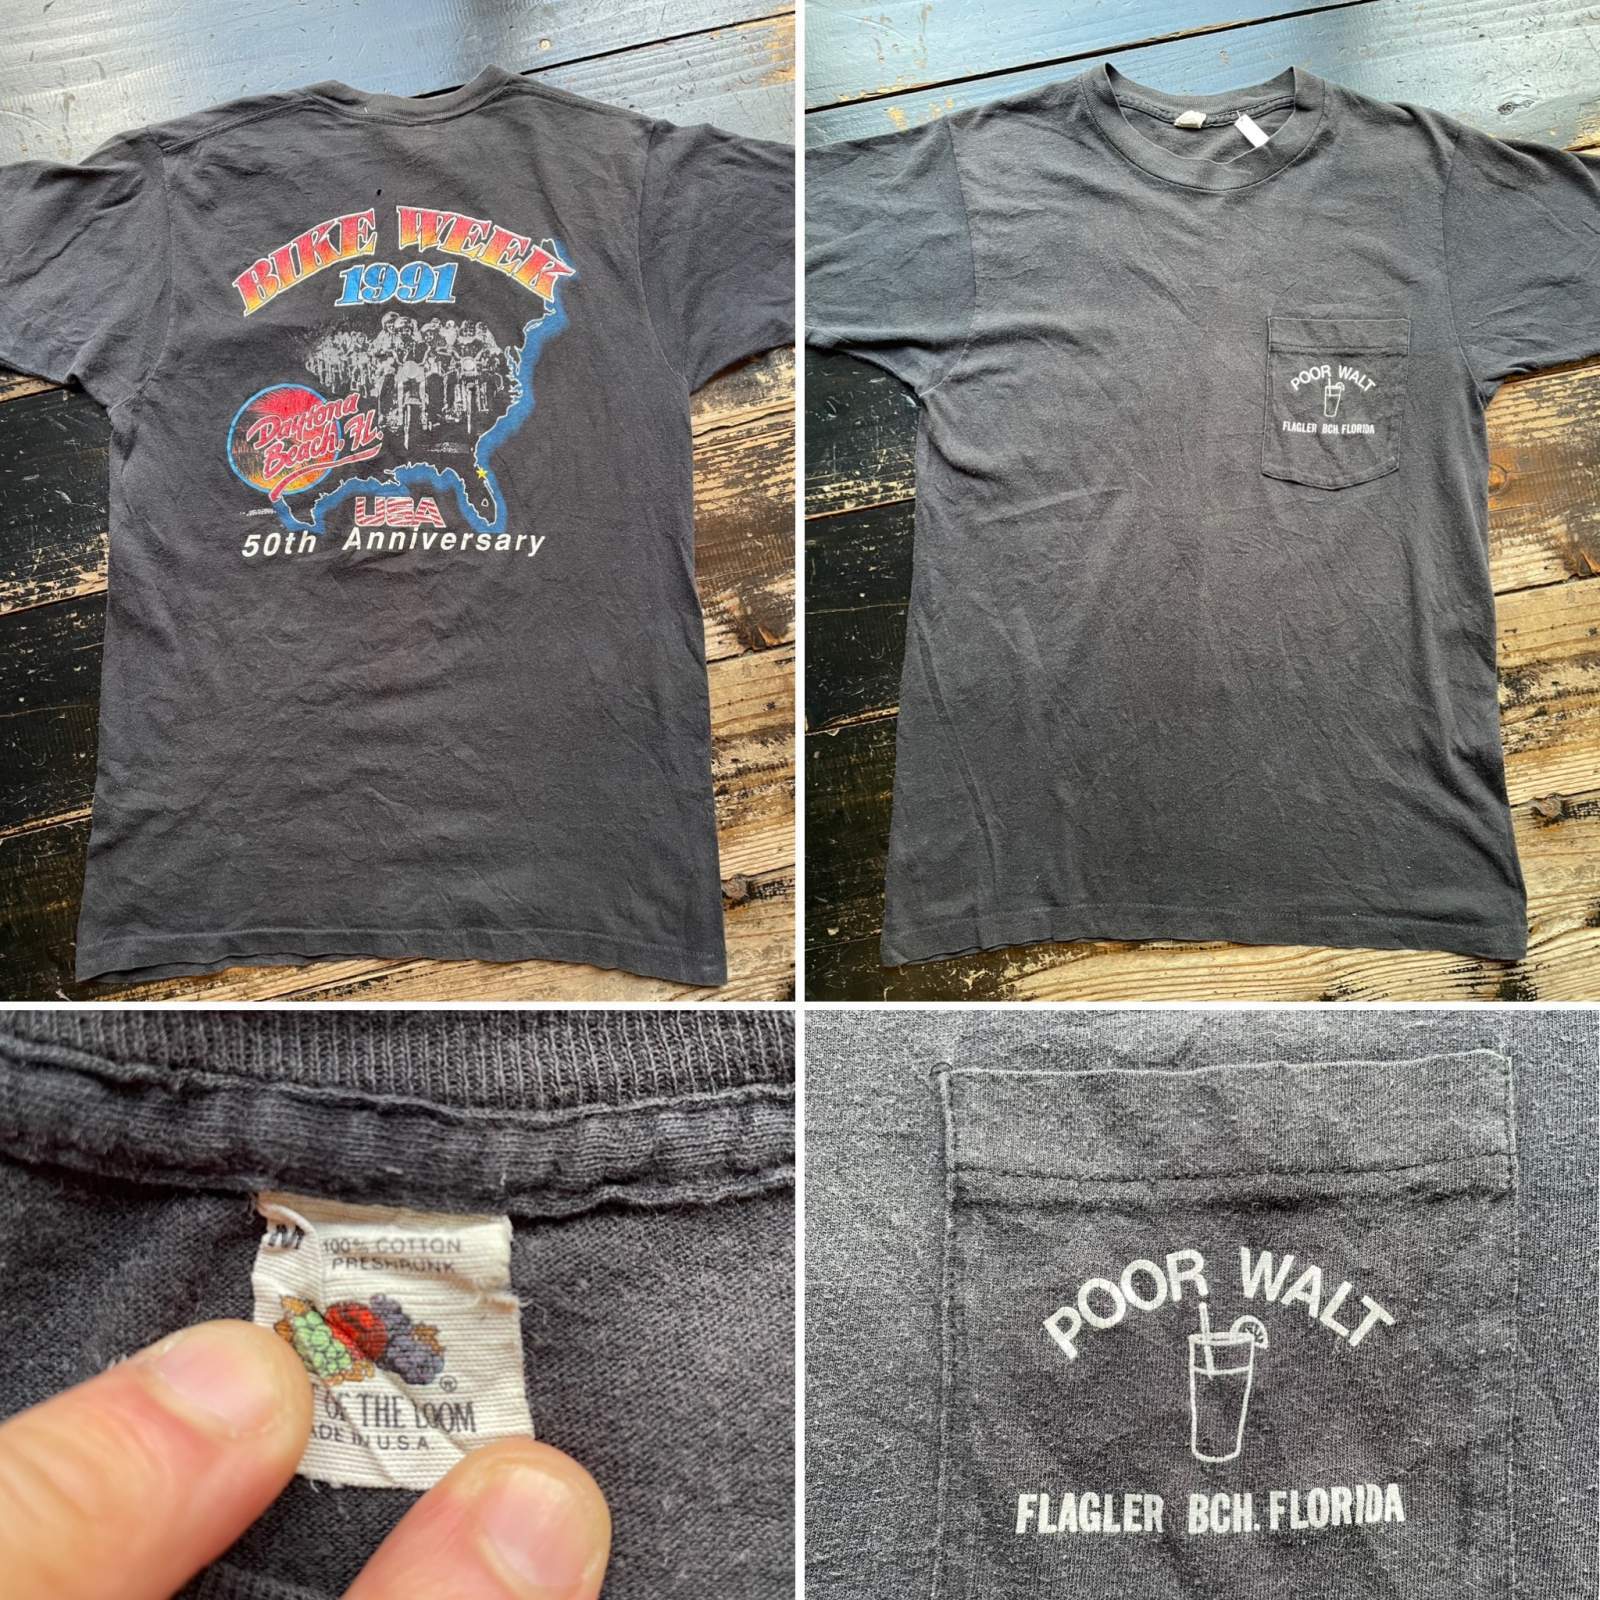 BIKE WEEK
1991
Daytona
Beach, Fl.
USA
50th Anniversary
POOR WALT
FLAGLER BCH. FLORIDA
M
100% COTTON
PRESHRUNK
OF THE LOOM
IN U.S.A.
POOR WALT
FLAGLER BCH. FLORIDA